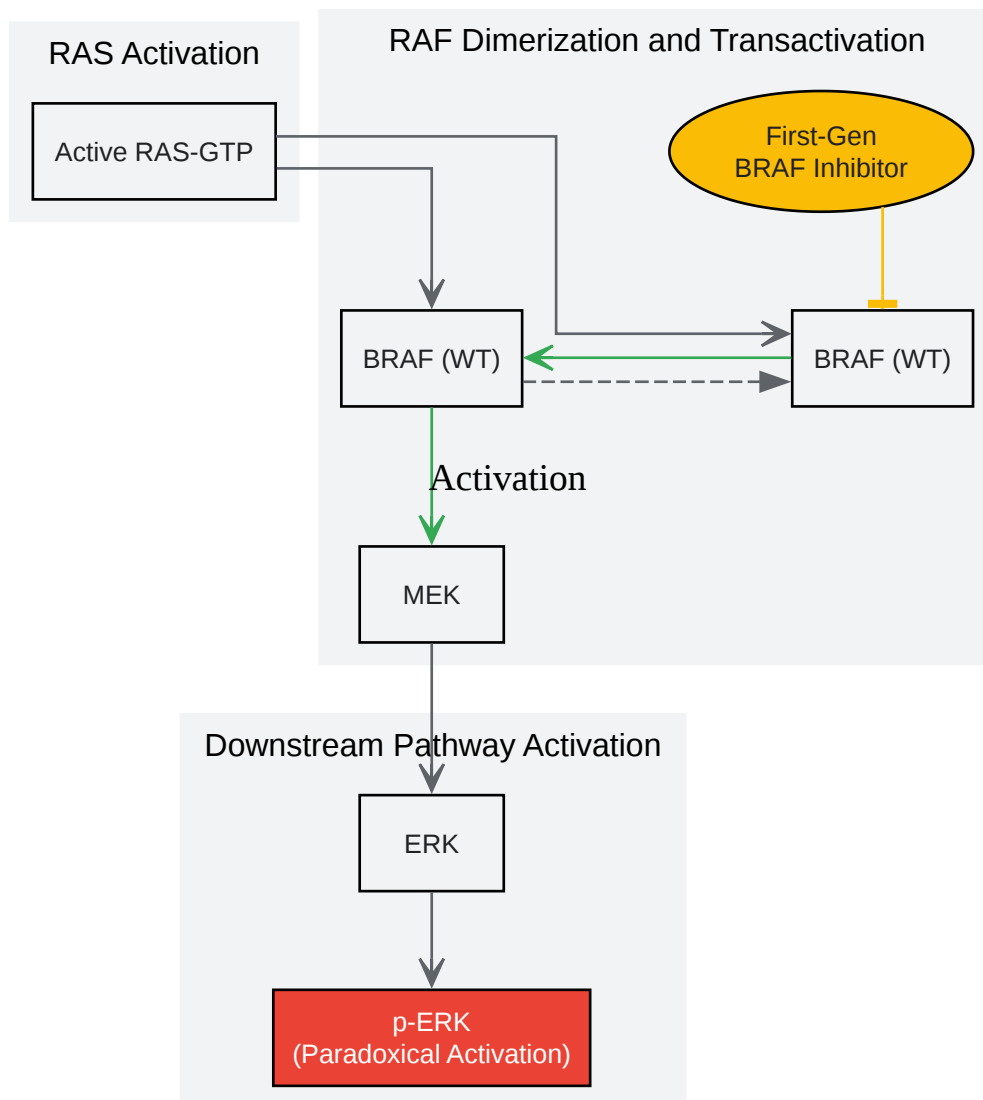 RAS Activation
Active RAS-GTP
RAF Dimerization and Transactivation
First-Gen
BRAF Inhibitor
BRAF (WT)
BRAF (WT)
Activation
MEK
Downstream Pathway Activation
ERK
p-ERK
(Paradoxical Activation)